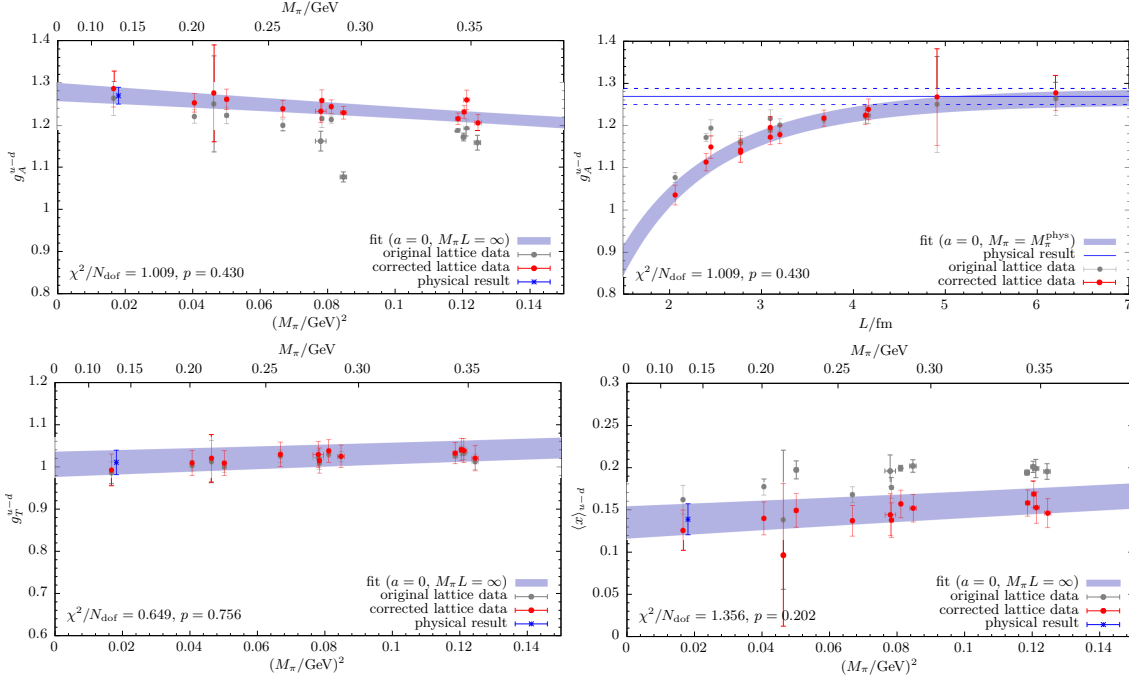 M_π/GeV
0 0.12 0.15 0.20 0.25 0.30 0.35
1.4
1.3
1.2
1.1
1
0.9
0.8
g_A^{u−d}
fit (a = 0, M_πL = ∞)
original lattice data
corrected lattice data
physical result
χ²/N_dof = 1.009, p = 0.430
0 0.02 0.04 0.06 0.08 0.1 0.12 0.14
(M_π/GeV)²
1.4
1.3
1.2
1.1
1
0.9
0.8
g_A^{u−d}
fit (a = 0, M_π = M_π^phys)
physical result
original lattice data
corrected lattice data
χ²/N_dof = 1.009, p = 0.430
2 3 4 5 6 7
L/fm
M_π/GeV
0 0.10 0.15 0.20 0.25 0.30 0.35
1.2
1.1
1.0
0.9
0.8
0.7
0.6
g_T^{u−d}
fit (a = 0, M_πL = ∞)
original lattice data
corrected lattice data
physical result
χ²/N_dof = 0.649, p = 0.756
0 0.02 0.04 0.06 0.08 0.1 0.12 0.14
(M_π/GeV)²
M_π/GeV
0 0.10 0.15 0.20 0.25 0.30 0.35
0.3
0.25
0.2
0.15
0.1
0.05
0
⟨x⟩_{u−d}
fit (a = 0, M_πL = ∞)
original lattice data
corrected lattice data
physical result
χ²/N_dof = 1.356, p = 0.202
0 0.02 0.04 0.06 0.08 0.1 0.12 0.14
(M_π/GeV)²